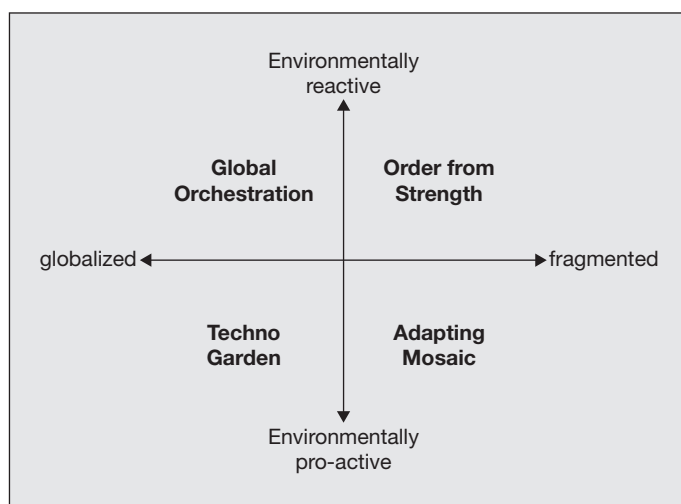 Environmentally
reactive
Global
Orchestration
Order from
Strength
globalized
fragmented
Techno
Garden
Adapting
Mosaic
Environmentally
pro-active